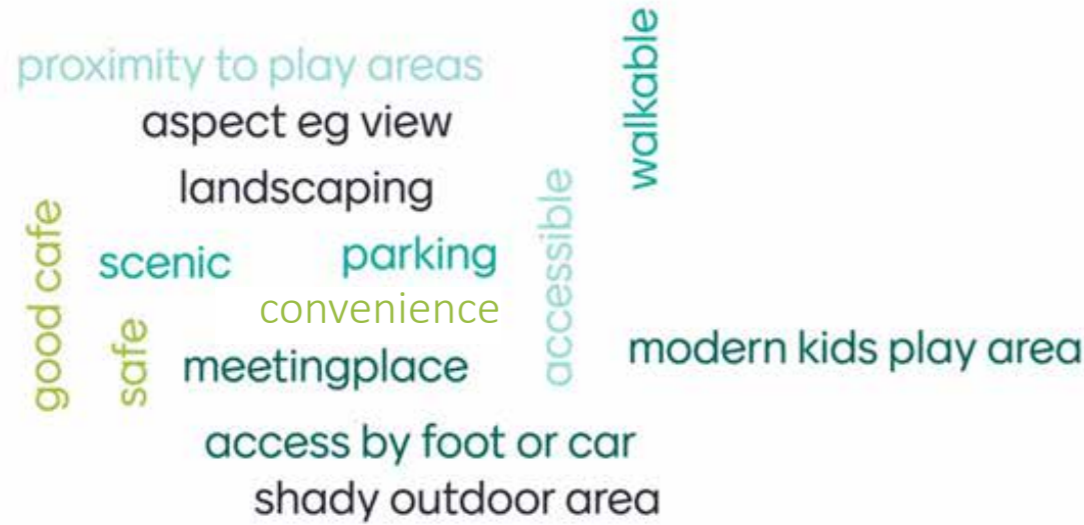 walkable
proximity to play areas
aspect eg view
landscaping
accessible
good cafe
scenic
parking
convenience
safe
meetingplace
modern kids play area
access by foot or car
shady outdoor area